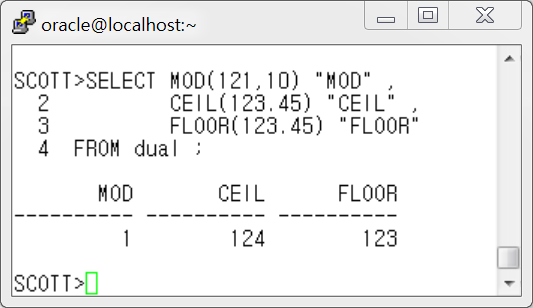 oracle@localhost:~
SCOTT>SELECT MOD(121,10) "MOD" ,
  2          CEIL(123.45) "CEIL" ,
  3          FLOOR(123.45) "FLOOR"
  4  FROM dual ;
       MOD       CEIL      FLOOR
---------- ---------- ----------
         1        124        123
SCOTT>